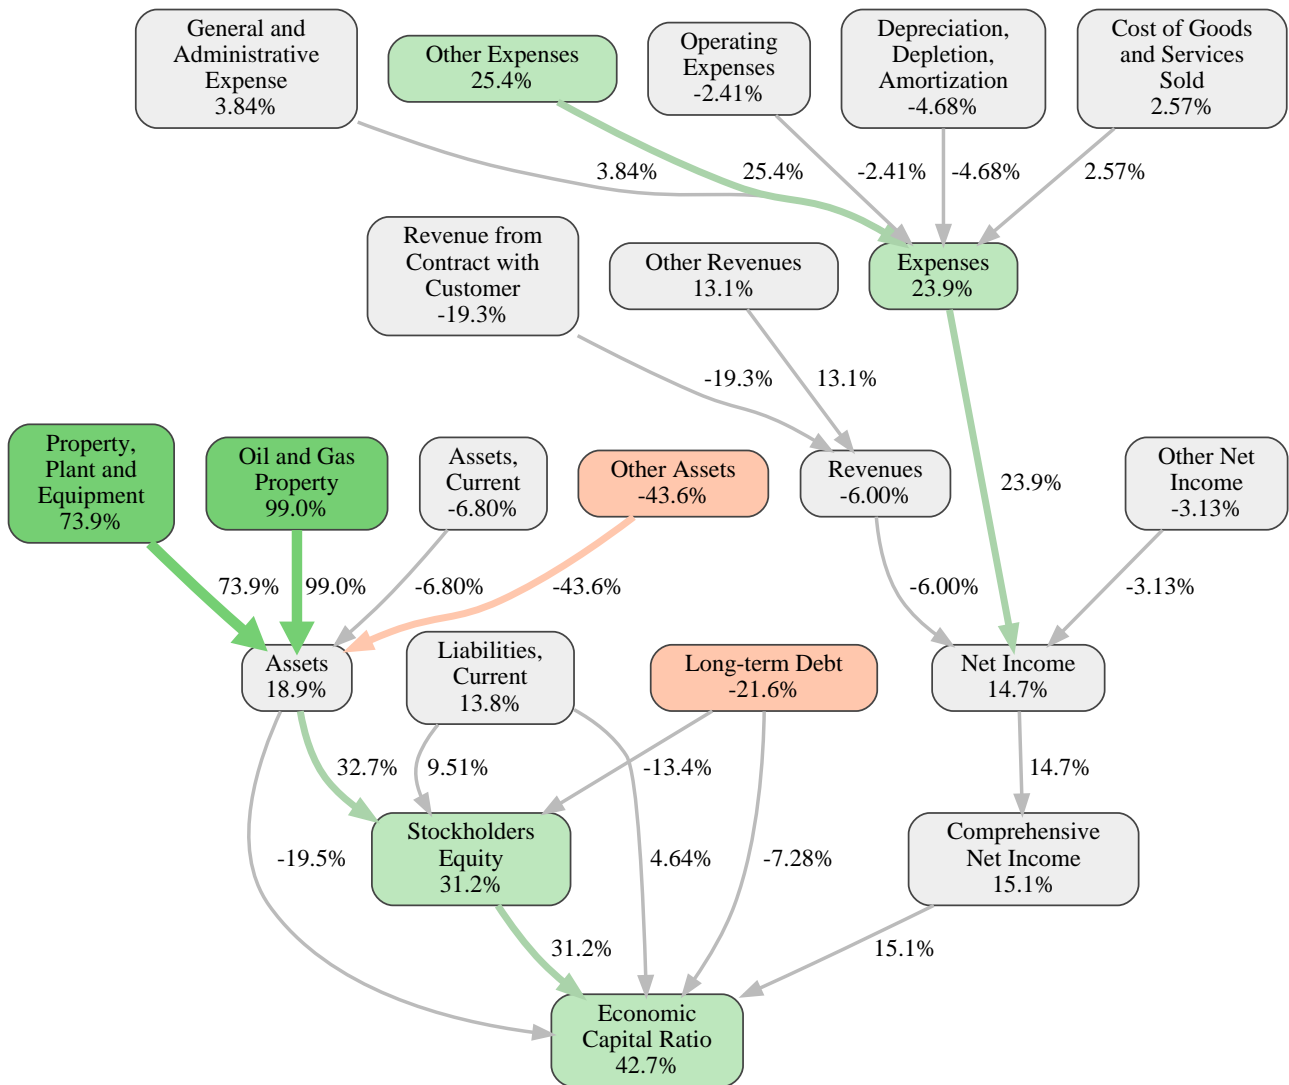 General and
Administrative
Expense
3.84%
Other Expenses
25.4%
Operating
Expenses
-2.41%
Depreciation,
Depletion,
Amortization
-4.68%
Cost of Goods
and Services
Sold
2.57%
3.84%
25.4%
-2.41%
-4.68%
2.57%
Revenue from
Contract with
Customer
-19.3%
Other Revenues
13.1%
Expenses
23.9%
-19.3%
13.1%
Property,
Plant and
Equipment
73.9%
Oil and Gas
Property
99.0%
Assets,
Current
-6.80%
Other Assets
-43.6%
Revenues
-6.00%
23.9%
Other Net
Income
-3.13%
73.9%
99.0%
-6.80%
-43.6%
-6.00%
-3.13%
Assets
18.9%
Liabilities,
Current
13.8%
Long-term Debt
-21.6%
Net Income
14.7%
32.7%
9.51%
-13.4%
14.7%
Stockholders
Equity
31.2%
Comprehensive
Net Income
15.1%
-19.5%
4.64%
-7.28%
31.2%
15.1%
Economic
Capital Ratio
42.7%